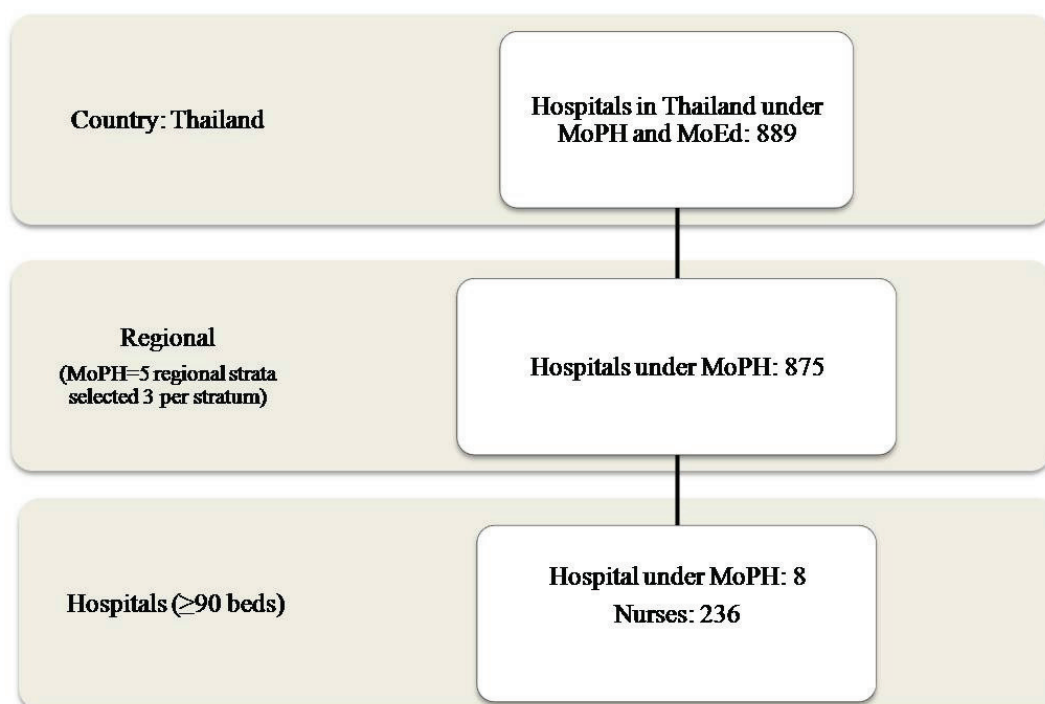 Country: Thailand
Hospitals in Thailand under
MoPH and MoEd: 889
Regional
(MoPH=5 regional strata
selected 3 per stratum)
Hospitals under MoPH: 875
Hospitals (≥90 beds)
Hospital under MoPH: 8
Nurses: 236